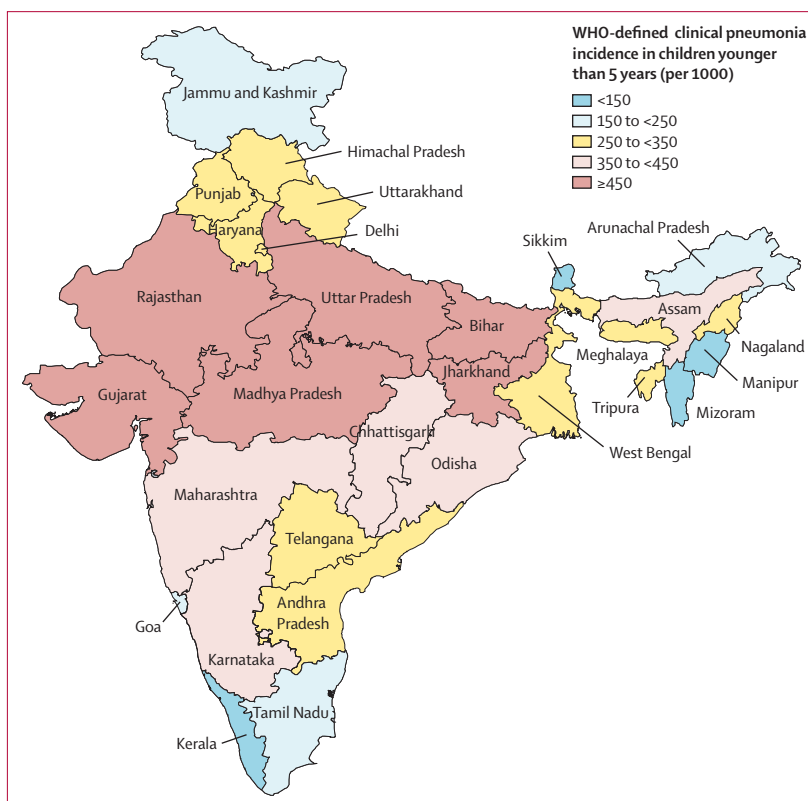 WHO-defined clinical pneumonia
incidence in children younger
than 5 years (per 1000)
<150
150 to <250
250 to <350
350 to <450
≥450
Jammu and Kashmir
Himachal Pradesh
Punjab
Uttarakhand
Haryana
Delhi
Arunachal Pradesh
Sikkim
Rajasthan
Uttar Pradesh
Assam
Bihar
Nagaland
Meghalaya
Jharkhand
Manipur
Gujarat
Madhya Pradesh
Tripura
Mizoram
Chhattisgarh
West Bengal
Odisha
Maharashtra
Telangana
Andhra
Pradesh
Goa
Karnataka
Tamil Nadu
Kerala